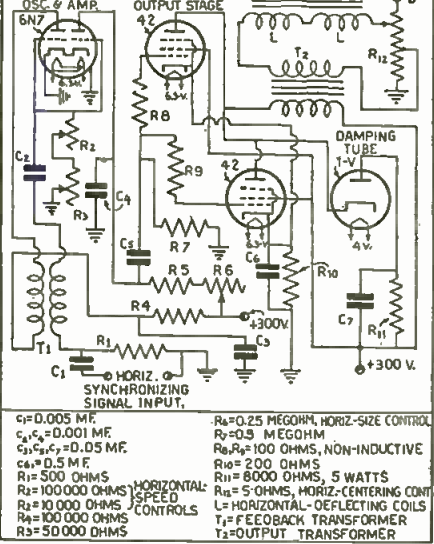 OSC. & AMP.
6N7
OUTPUT STAGE
42
L
L
R12
T2
6.3-V.
6.3-V.
R8
R2
C2
R3
C4
R9
42
DAMPING
TUBE
1-V
R7
6.3-V.
4 V.
C5
C6
R5
R6
R10
R4
+300 V.
C7
R11
T1
R1
C3
C1
+300 V.
HORIZ.
SYNCHRONIZING
SIGNAL INPUT.
C1=0.005 MF.
C2,C4=0.001 MF.
C3,C5,C7=0.05 MF.
C6,=0.5 MF.
R1=500 OHMS
R2=100000 OHMS
R2=10000 OHMS
HORIZONTAL-
SPEED
CONTROLS
R4=100000 OHMS
R3=50000 OHMS
R6=0.25 MEGOHM, HORIZ-SIZE CONTROL
R7=0.9 MEGOHM
R8,R9=100 OHMS, NON-INDUCTIVE
R10=200 OHMS
R11=8000 OHMS, 5 WATTS
R12=5-OHMS, HORIZ-CENTERING CONT
L=HORIZONTAL-DEFLECTING COILS
T1=FEEDBACK TRANSFORMER
T2=OUTPUT TRANSFORMER